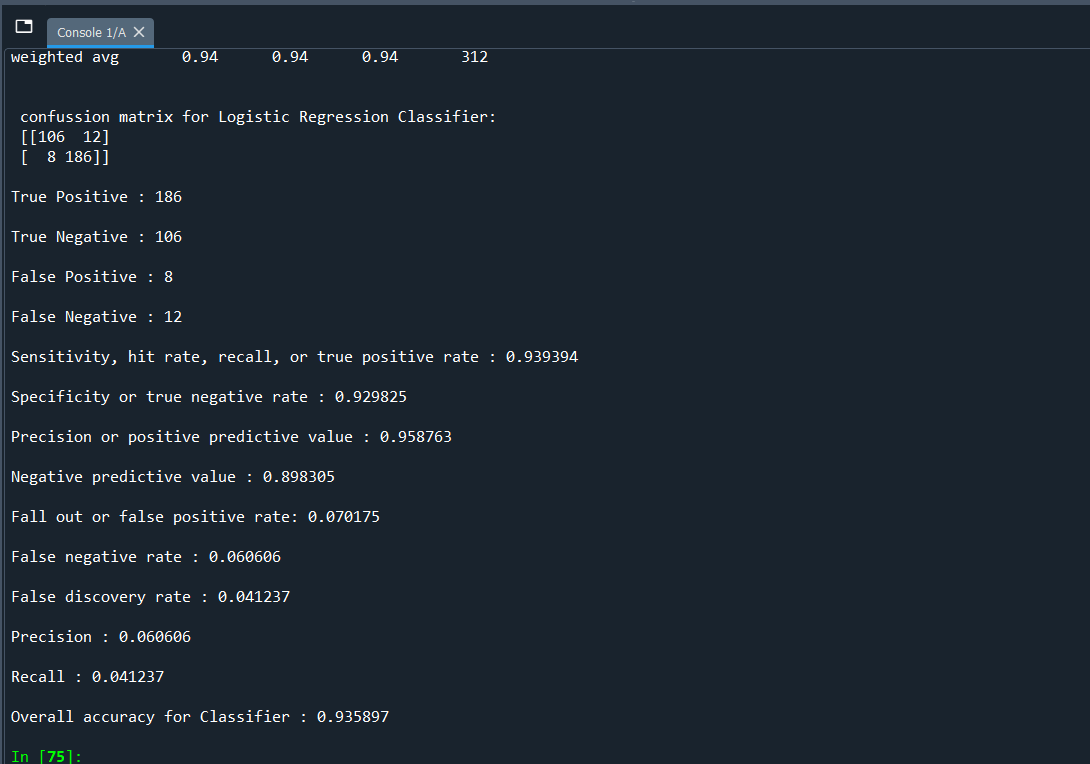 Console 1/A
weighted avg 0.94 0.94 0.94 312
confussion matrix for Logistic Regression Classifier:
[[106 12]
[ 8 186]]
True Positive : 186
True Negative : 106
False Positive : 8
False Negative : 12
Sensitivity, hit rate, recall, or true positive rate : 0.939394
Specificity or true negative rate : 0.929825
Precision or positive predictive value : 0.958763
Negative predictive value : 0.898305
Fall out or false positive rate: 0.070175
False negative rate : 0.060606
False discovery rate : 0.041237
Precision : 0.060606
Recall : 0.041237
Overall accuracy for Classifier : 0.935897
In [75]: